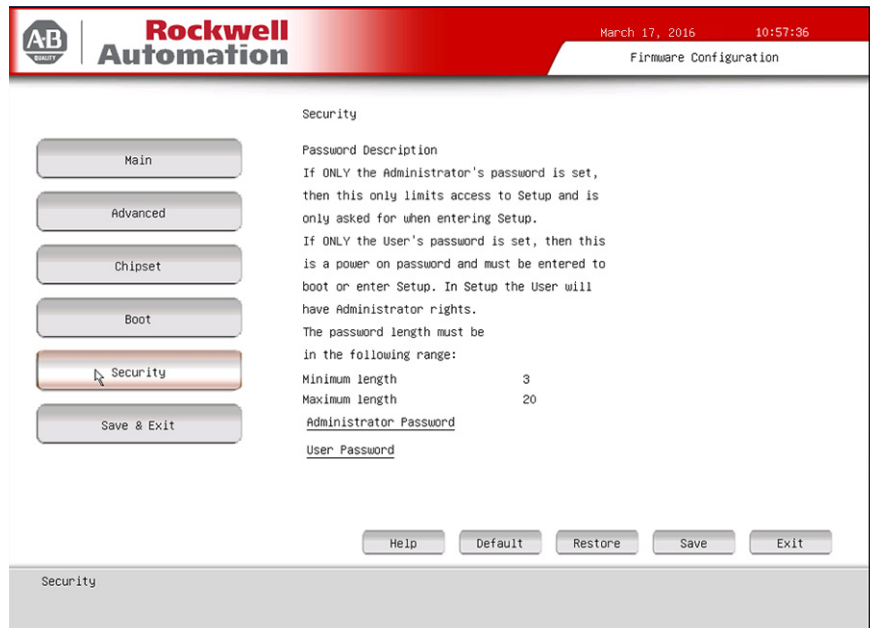 A-B
QUALITY
Rockwell
Automation
March 17, 2016 10:57:36
Firmware Configuration
Main
Advanced
Chipset
Boot
Security
Save & Exit
Security
Password Description
If ONLY the Administrator's password is set,
then this only limits access to Setup and is
only asked for when entering Setup.
If ONLY the User's password is set, then this
is a power on password and must be entered to
boot or enter Setup. In Setup the User will
have Administrator rights.
The password length must be
in the following range:
Minimum length 3
Maximum length 20
Administrator Password
User Password
Help Default Restore Save Exit
Security